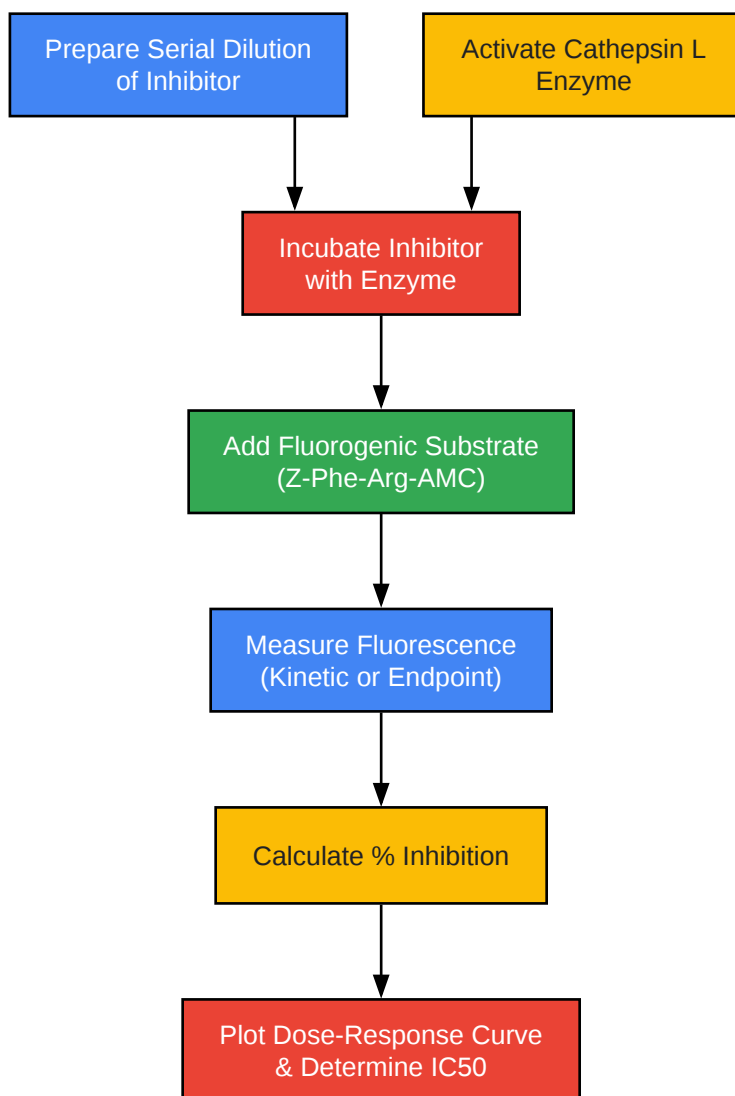 Prepare Serial Dilution
of Inhibitor
Activate Cathepsin L
Enzyme
Incubate Inhibitor
with Enzyme
Add Fluorogenic Substrate
(Z-Phe-Arg-AMC)
Measure Fluorescence
(Kinetic or Endpoint)
Calculate % Inhibition
Plot Dose-Response Curve
& Determine IC50